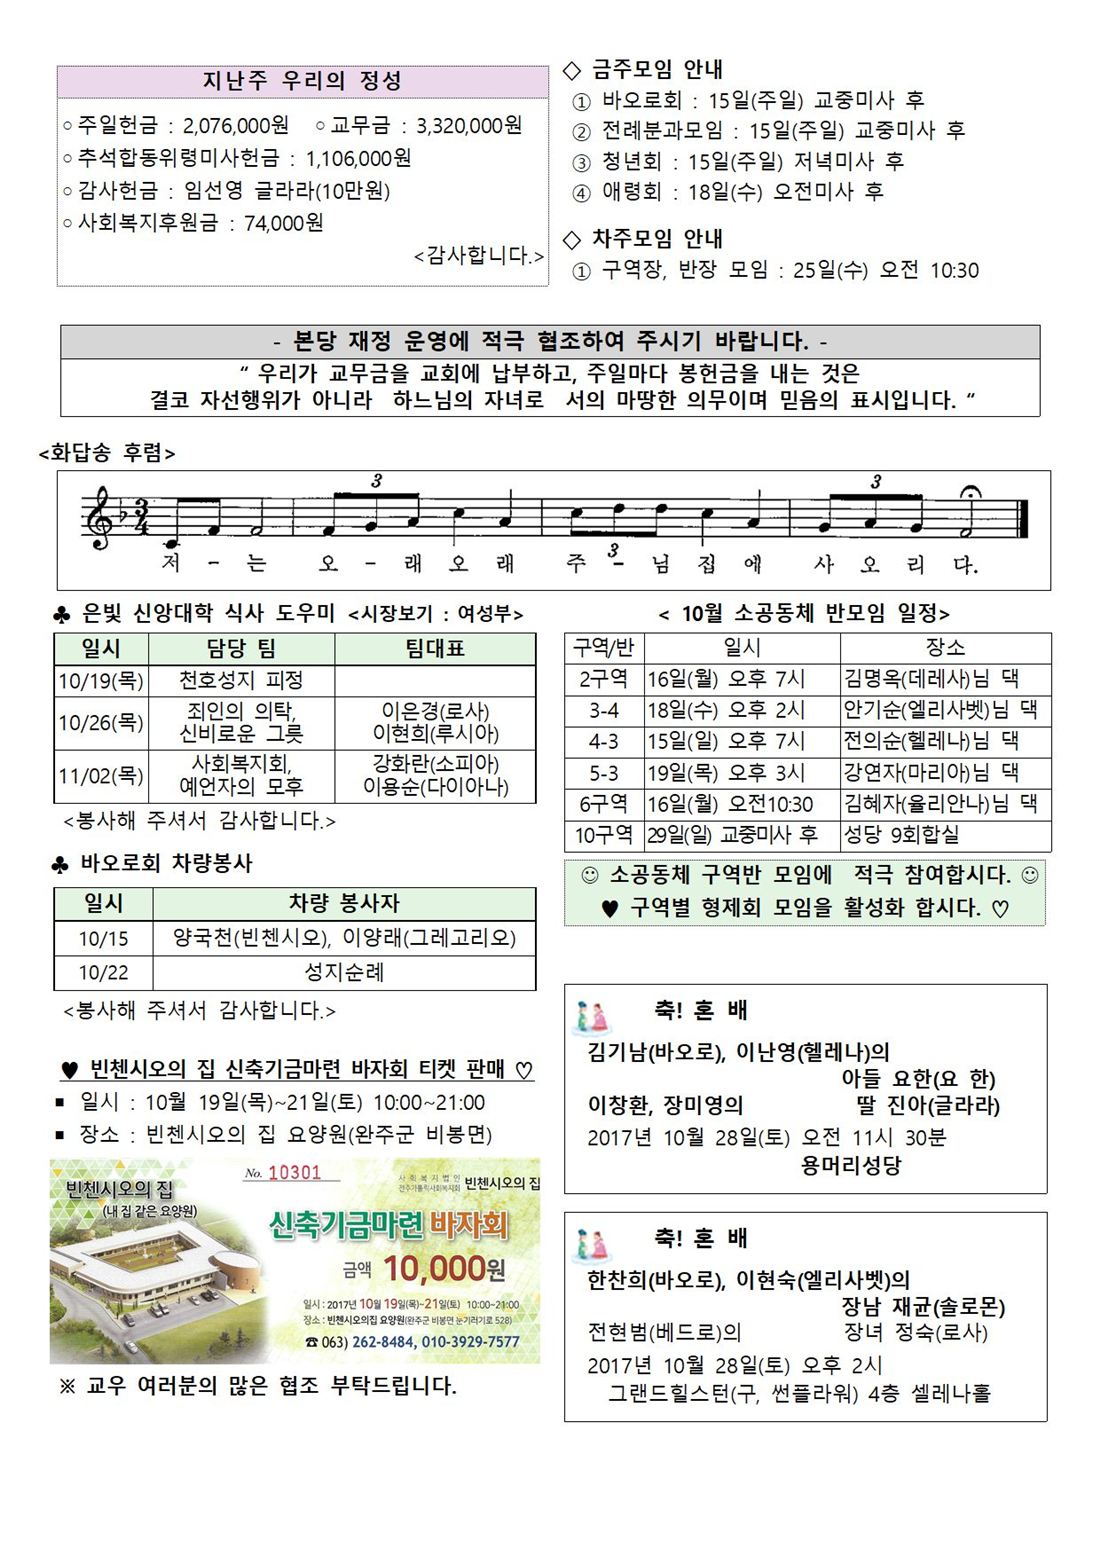 지난주 우리의 정성
○ 주일헌금 : 2,076,000원 ○ 교무금 : 3,320,000원
○ 추석합동위령미사헌금 : 1,106,000원
○ 감사헌금 : 임선영 글라라(10만원)
○ 사회복지후원금 : 74,000원
<감사합니다.>
◇ 금주모임 안내
① 바오로회 : 15일(주일) 교중미사 후
② 전례분과모임 : 15일(주일) 교중미사 후
③ 청년회 : 15일(주일) 저녁미사 후
④ 애령회 : 18일(수) 오전미사 후
◇ 차주모임 안내
① 구역장, 반장 모임 : 25일(수) 오전 10:30
- 본당 재정 운영에 적극 협조하여 주시기 바랍니다. -
“ 우리가 교무금을 교회에 납부하고, 주일마다 봉헌금을 내는 것은
결코 자선행위가 아니라 하느님의 자녀로 서의 마땅한 의무이며 믿음의 표시입니다. “
<화답송 후렴>
3 3
3
4
3
저 - 는 오 - 래 오 래 주 - 님 집 에 사 오 리 다.
♣ 은빛 신앙대학 식사 도우미 <시장보기 : 여성부>
일시 담당 팀 팀대표
10/19(목) 천호성지 피정
10/26(목) 죄인의 의탁, 이은경(로사)
신비로운 그릇 이현희(루시아)
11/02(목) 사회복지회, 강화란(소피아)
예언자의 모후 이용순(다이아나)
<봉사해 주셔서 감사합니다.>
♣ 바오로회 차량봉사
일시 차량 봉사자
10/15 양국천(빈첸시오), 이양래(그레고리오)
10/22 성지순례
<봉사해 주셔서 감사합니다.>
♥ 빈첸시오의 집 신축기금마련 바자회 티켓 판매 ♡
■ 일시 : 10월 19일(목)~21일(토) 10:00~21:00
■ 장소 : 빈첸시오의 집 요양원(완주군 비봉면)
빈첸시오의 집
(내 집 같은 요양원)
No. 10301
사회복지법인
전주가톨릭사회복지회 빈첸시오의 집
신축기금마련 바자회
금액 10,000원
일시 : 2017년 10월 19일(목)~21일(토) 10:00~21:00
장소 : 빈첸시오의집 요양원(완주군 비봉면 눈기러기로 528)
☎ 063) 262-8484, 010-3929-7577
※ 교우 여러분의 많은 협조 부탁드립니다.
< 10월 소공동체 반모임 일정>
구역/반 일시 장소
2구역 16일(월) 오후 7시 김명옥(데레사)님 댁
3-4 18일(수) 오후 2시 안기순(엘리사벳)님 댁
4-3 15일(일) 오후 7시 전의순(헬레나)님 댁
5-3 19일(목) 오후 3시 강연자(마리아)님 댁
6구역 16일(월) 오전10:30 김혜자(율리안나)님 댁
10구역 29일(일) 교중미사 후 성당 9회합실
☺ 소공동체 구역반 모임에 적극 참여합시다. ☺
♥ 구역별 형제회 모임을 활성화 합시다. ♡
축! 혼 배
김기남(바오로), 이난영(헬레나)의
아들 요한(요 한)
이창환, 장미영의 딸 진아(글라라)
2017년 10월 28일(토) 오전 11시 30분
용머리성당
축! 혼 배
한찬희(바오로), 이현숙(엘리사벳)의
장남 재균(솔로몬)
전현범(베드로)의 장녀 정숙(로사)
2017년 10월 28일(토) 오후 2시
그랜드힐스턴(구, 썬플라워) 4층 셀레나홀